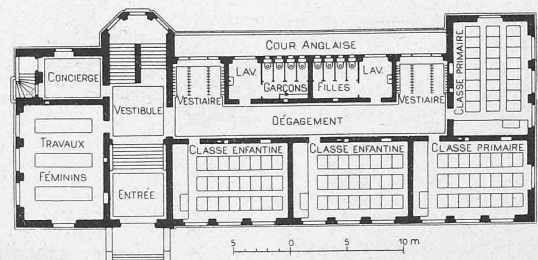 COUR ANGLAISE
CONCIERGE
LAV.
LAV.
CLASSE PRIMAIRE
VESTIAIRE
GARÇONS
FILLES
VESTIAIRE
VESTIBULE
DÉGAGEMENT
TRAVAUX
FÉMININS
CLASSE ENFANTINE
CLASSE ENFANTINE
CLASSE PRIMAIRE
ENTRÉE
5 0 5 10 m